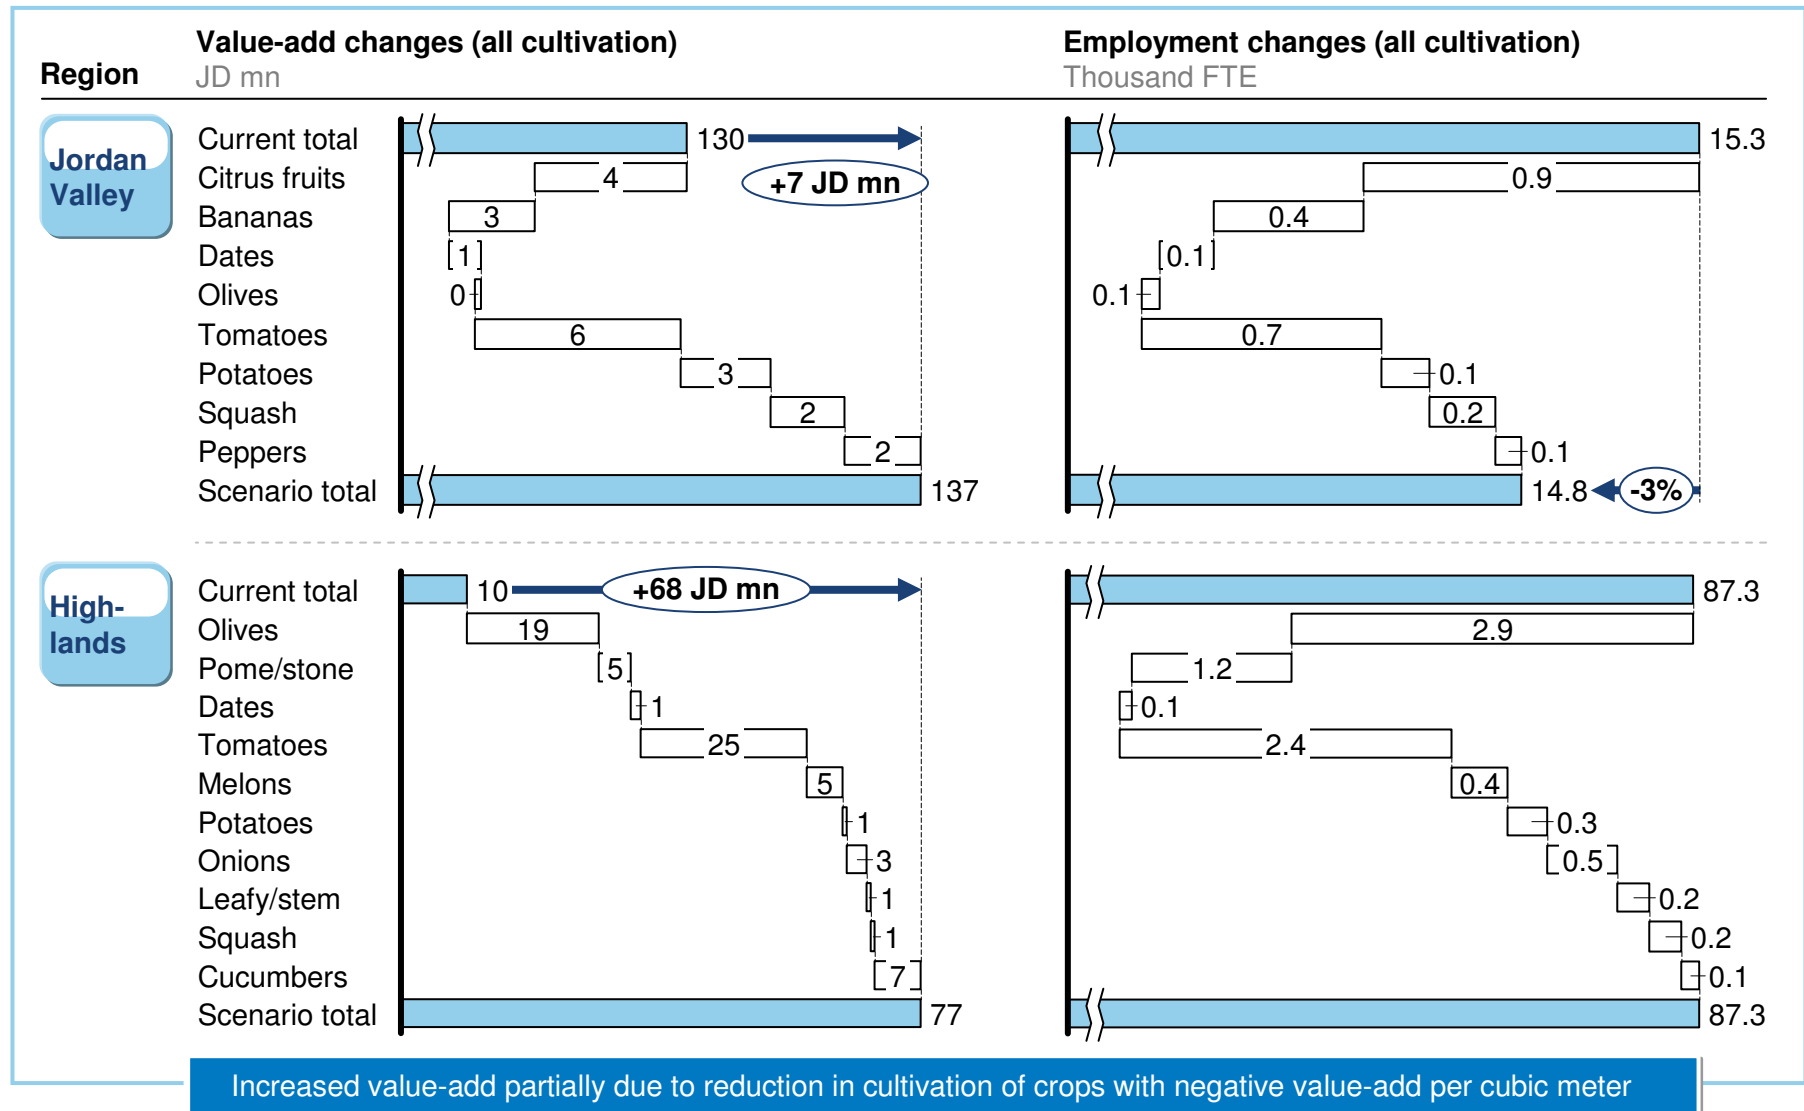 Value-add changes (all cultivation)
Employment changes (all cultivation)
Region
JD mn
Thousand FTE
Jordan
Valley
Current total
130
+7 JD mn
15.3
Citrus fruits
4
0.9
Bananas
3
0.4
Dates
1
0.1
Olives
0
0.1
Tomatoes
6
0.7
Potatoes
3
0.1
Squash
2
0.2
Peppers
2
0.1
Scenario total
137
14.8
-3%
High-
lands
Current total
10
+68 JD mn
87.3
Olives
19
2.9
Pome/stone
5
1.2
Dates
1
0.1
Tomatoes
25
2.4
Melons
5
0.4
Potatoes
1
0.3
Onions
3
0.5
Leafy/stem
1
0.2
Squash
1
0.2
Cucumbers
7
0.1
Scenario total
77
87.3
Increased value-add partially due to reduction in cultivation of crops with negative value-add per cubic meter